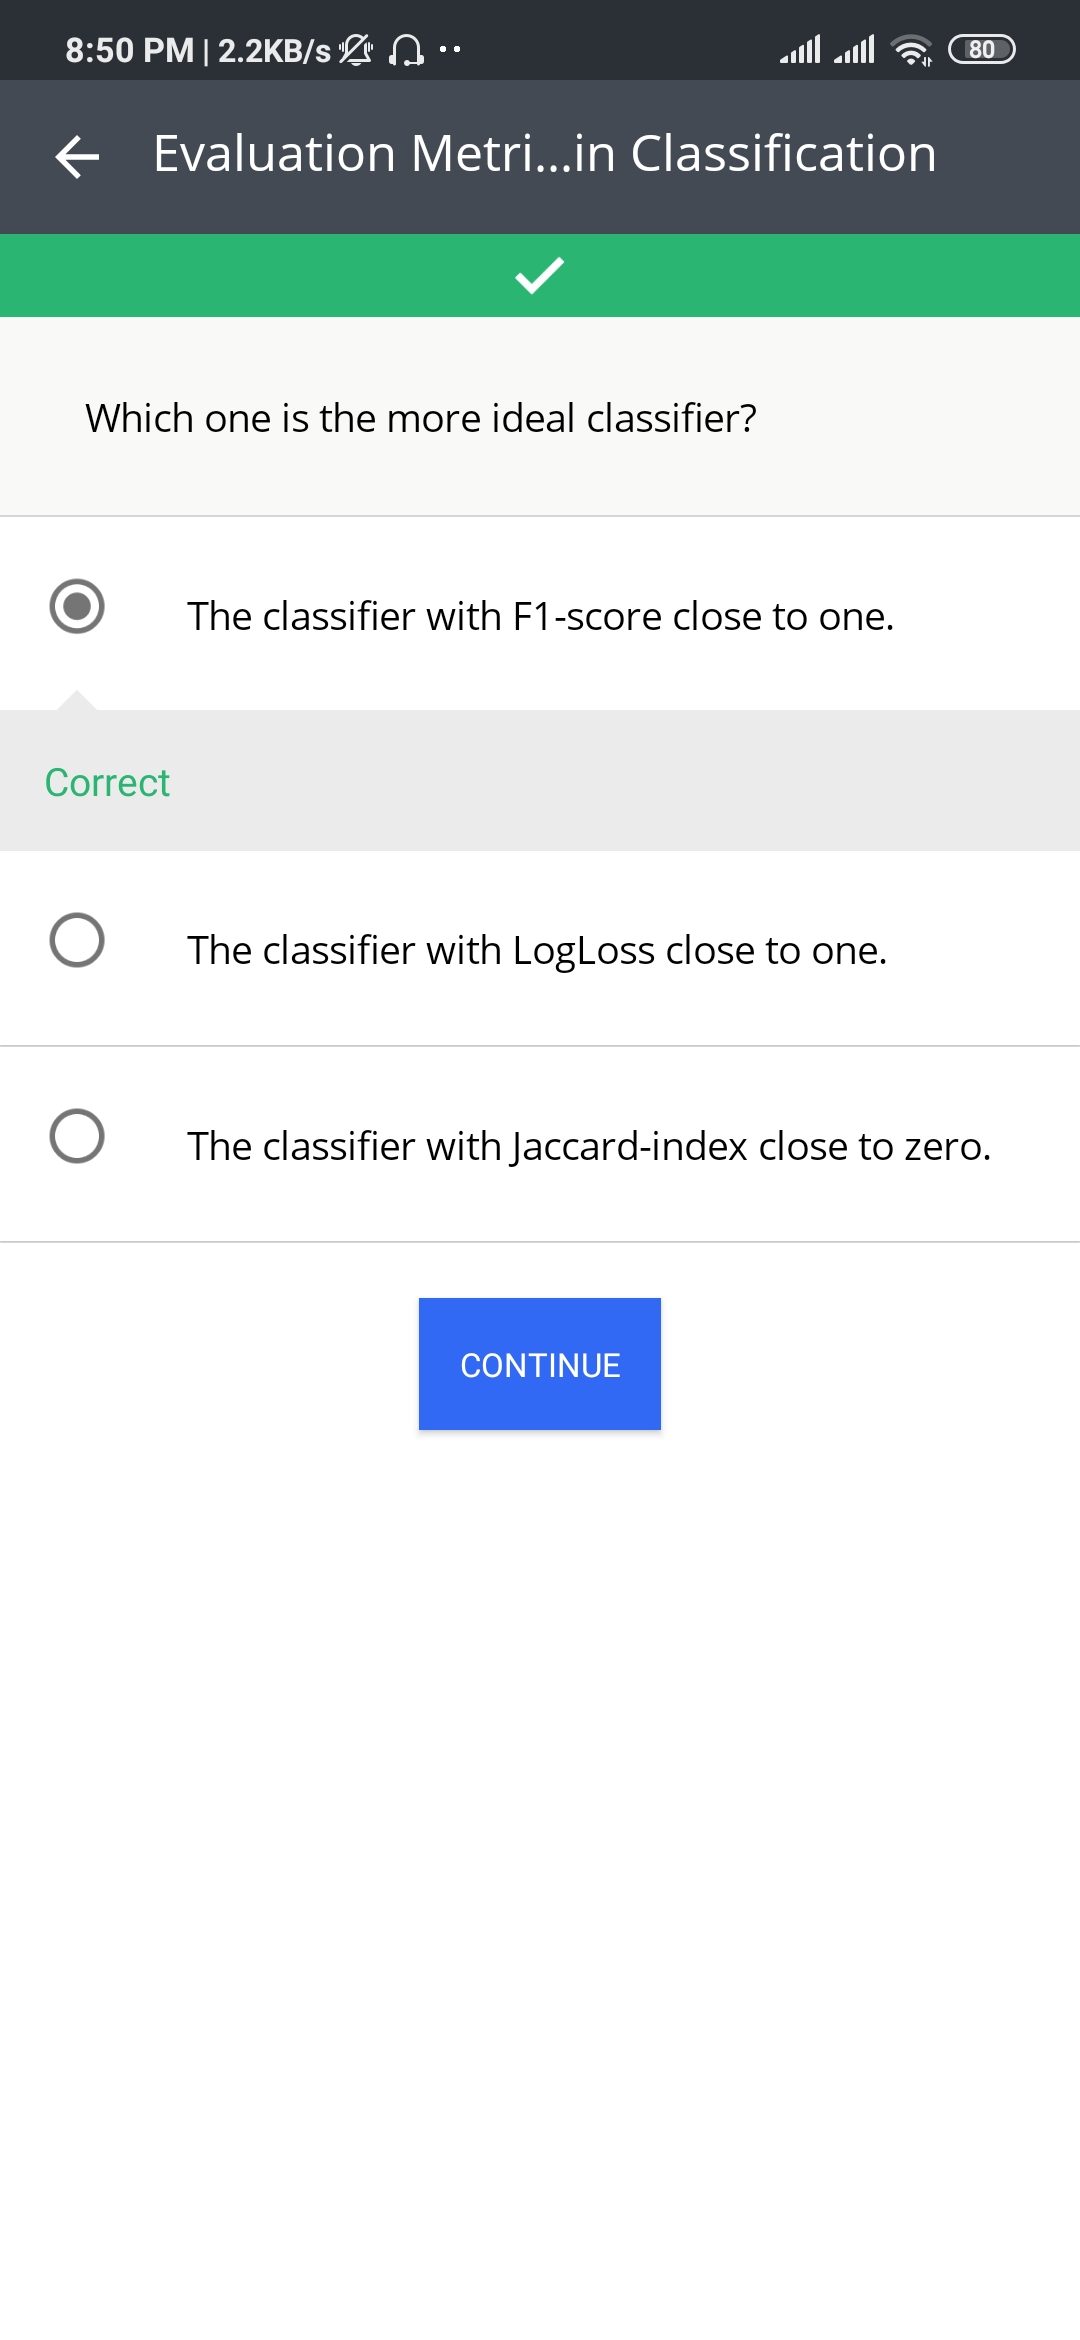 8:50 PM | 2.2KB/s
80
Evaluation Metri...in Classification
Which one is the more ideal classifier?
The classifier with F1-score close to one.
Correct
The classifier with LogLoss close to one.
The classifier with Jaccard-index close to zero.
CONTINUE